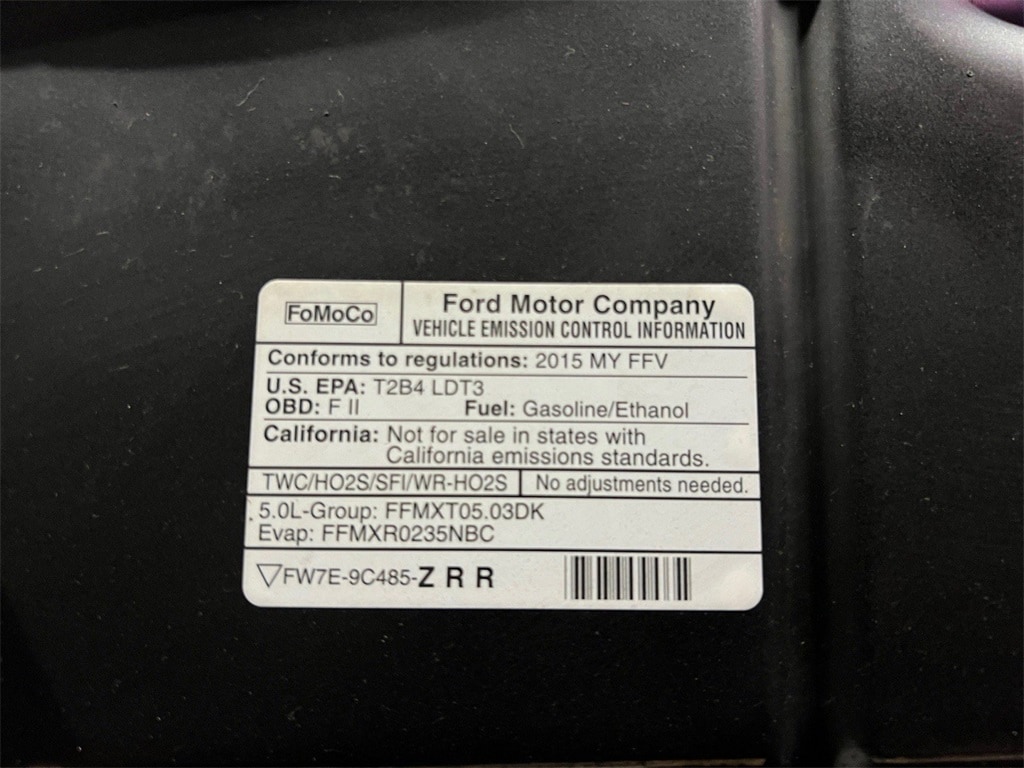 FoMoCo
Ford Motor Company
VEHICLE EMISSION CONTROL INFORMATION
Conforms to regulations: 2015 MY FFV
U.S. EPA: T2B4 LDT3
OBD: F II Fuel: Gasoline/Ethanol
California: Not for sale in states with
California emissions standards.
TWC/HO2S/SFI/WR-HO2S No adjustments needed.
5.0L-Group: FFMXT05.03DK
Evap: FFMXR0235NBC
▽FW7E-9C485-Z R R